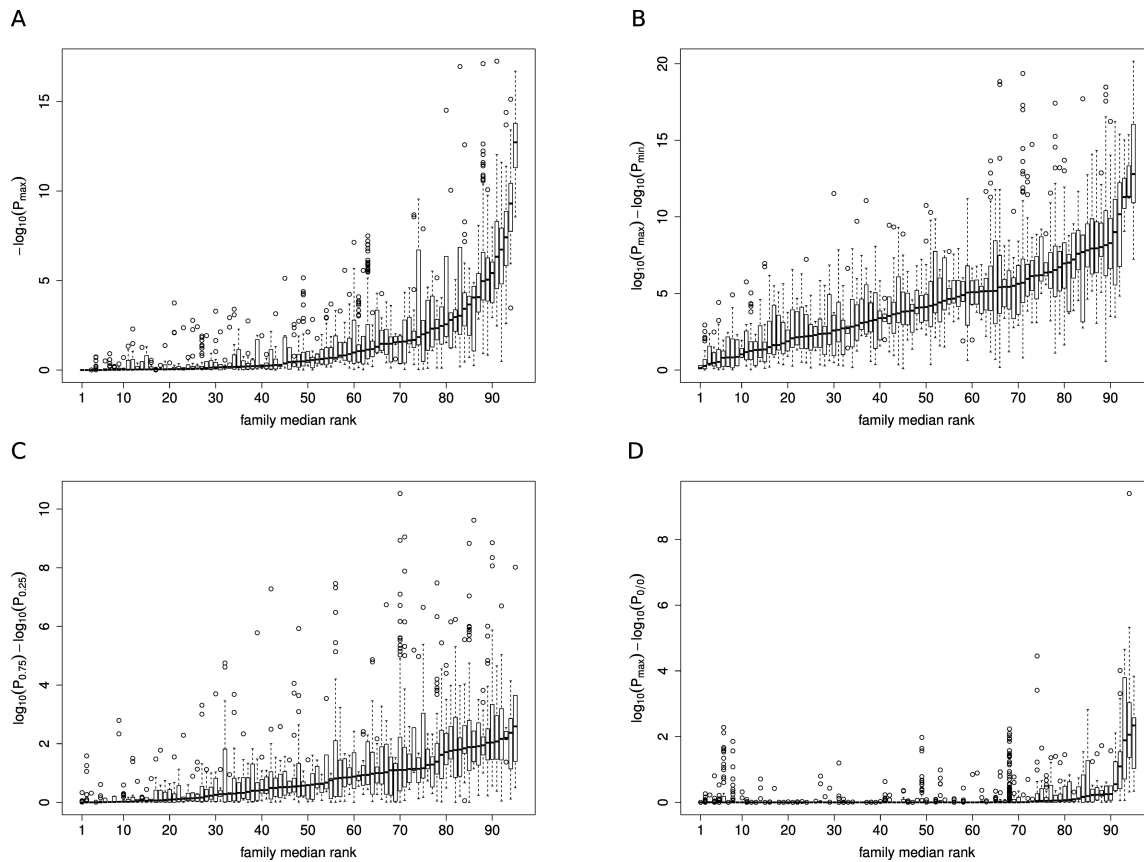 A
−log10(Pmax)
15
10
5
0
1 10 20 30 40 50 60 70 80 90
family median rank
B
log10(Pmax)−log10(Pmin)
20
15
10
5
0
1 10 20 30 40 50 60 70 80 90
family median rank
C
log10(P0.75)−log10(P0.25)
10
8
6
4
2
0
1 10 20 30 40 50 60 70 80 90
family median rank
D
log10(Pmax)−log10(P0/0)
8
6
4
2
0
1 10 20 30 40 50 60 70 80 90
family median rank